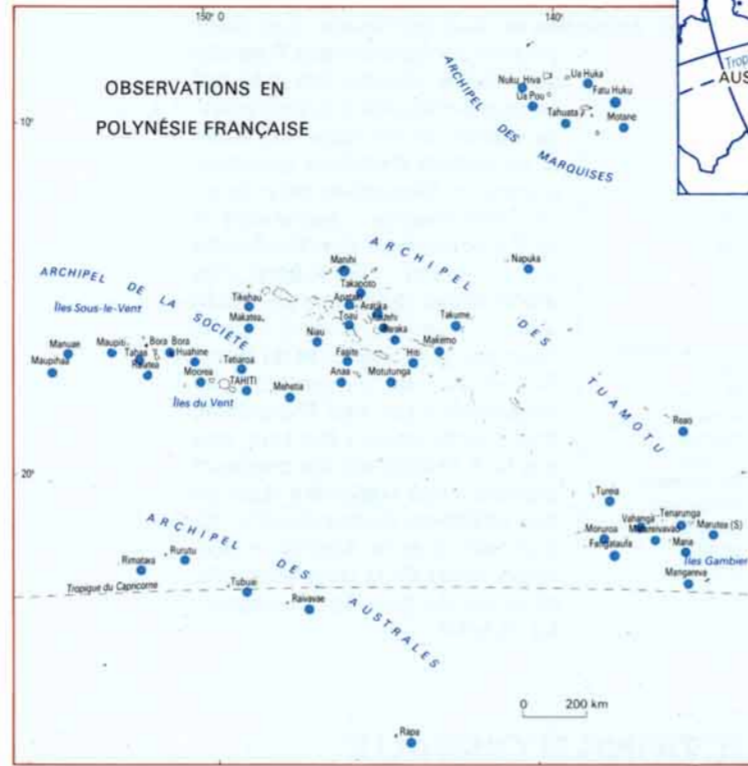 150° O
140°
Tropi
AUS
OBSERVATIONS EN
POLYNÉSIE FRANÇAISE
10°
ARCHIPEL DES MARQUISES
Nuku Hiva
Ua Huka
Ua Pou
Fatu Huku
Tahuata
Motane
ARCHIPEL DES TUAMOTU
Napuka
Manihi
Takapoto
Apataki
Aratika
Tikehau
Toau
Takume
Makatea
Niau
Makemo
Fakite
Hiti
Anaa
Motutunga
ARCHIPEL DE LA SOCIÉTÉ
Îles Sous-le-Vent
Manuae
Maupiti
Bora Bora
Tahaa
Huahine
Maupihaa
Raiatea
Tetiaroa
Moorea
TAHITI
Mehetia
Îles du Vent
Reao
20°
Tureia
Vahanga
Tenarunga
Marutea (S)
Moruroa
Maria
Fangataufa
Îles Gambier
Mangareva
ARCHIPEL DES AUSTRALES
Rimatara
Rurutu
Tropique du Capricorne
Tubuai
Raivavae
0 200 km
Rapa